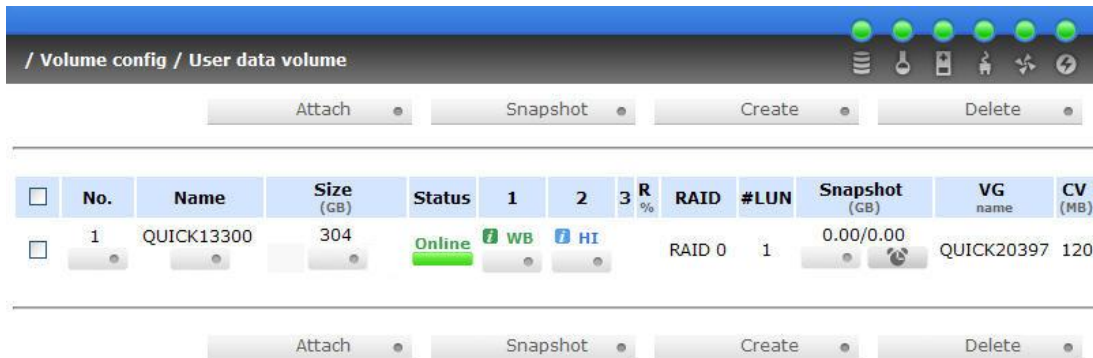 / Volume config / User data volume
Attach Snapshot Create Delete
No. Name Size (GB) Status 1 2 3 R % RAID #LUN Snapshot (GB) VG name CV (MB)
1 QUICK13300 304 Online WB HI RAID 0 1 0.00/0.00 QUICK20397 120
Attach Snapshot Create Delete